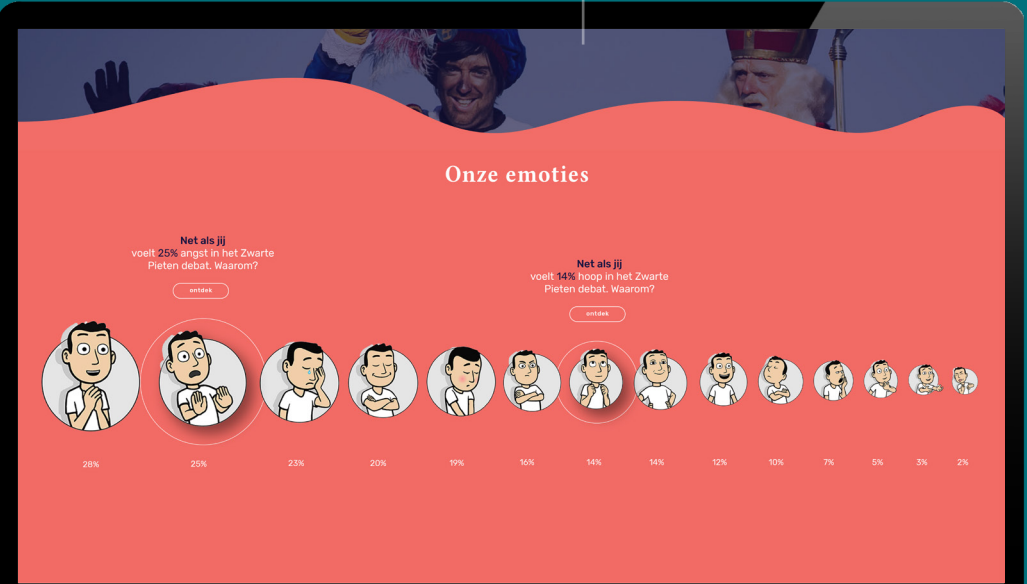 Onze emoties
Net als jij
voelt 25% angst in het Zwarte
Pieten debat. Waarom?
ontdek
Net als jij
voelt 14% hoop in het Zwarte
Pieten debat. Waarom?
ontdek
28% 25% 23% 20% 19% 16% 14% 14% 12% 10% 7% 5% 3% 2%